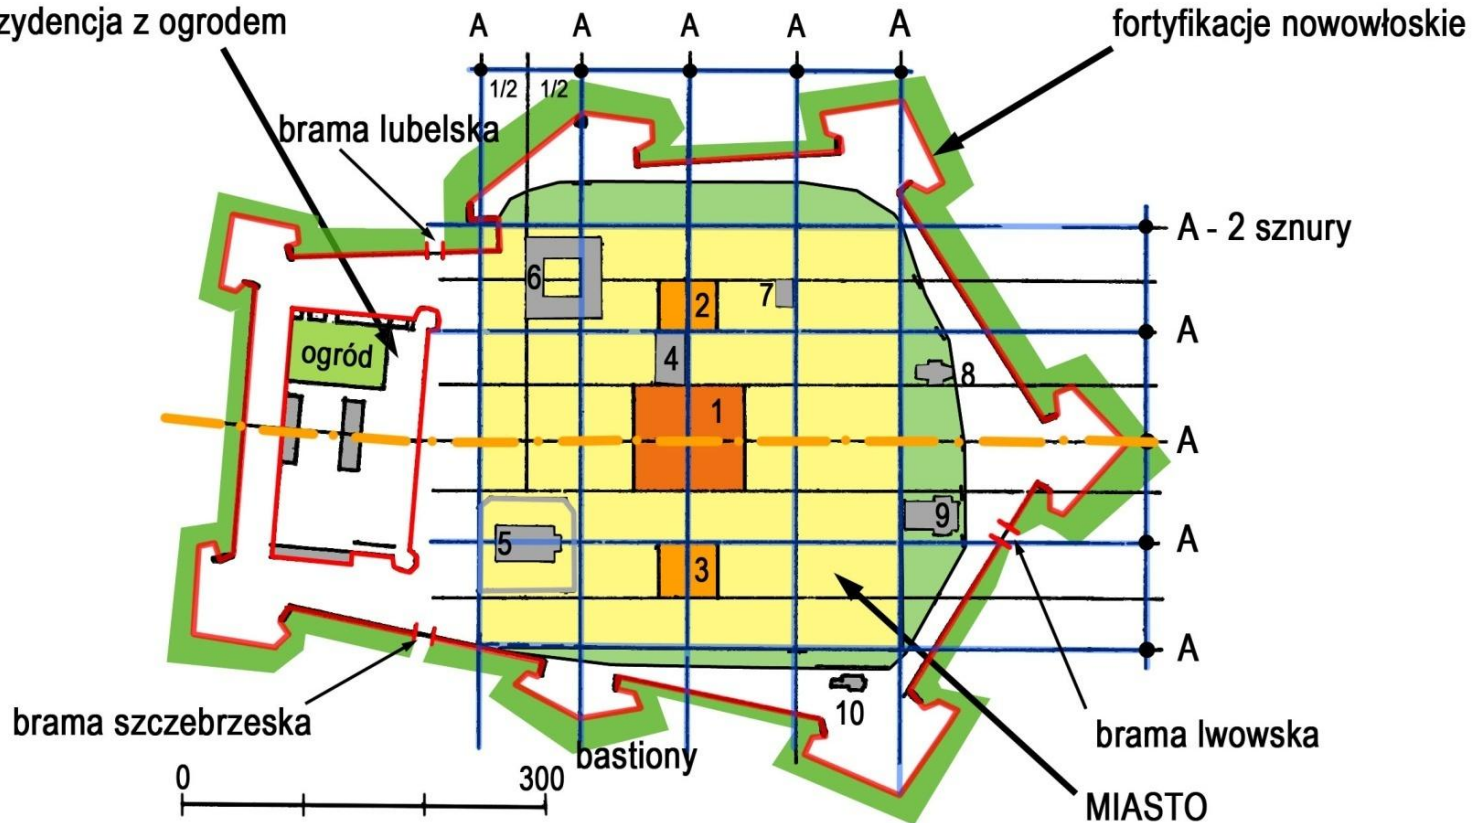 zydencja z ogrodem
A A A A A
fortyfikacje nowowłoskie
1/2 1/2
brama lubelska
A - 2 sznury
6
2
7
A
ogród
4
8
1
A
5
9
3
A
A
10
brama szczebrzeska
bastiony
brama lwowska
0 300
MIASTO